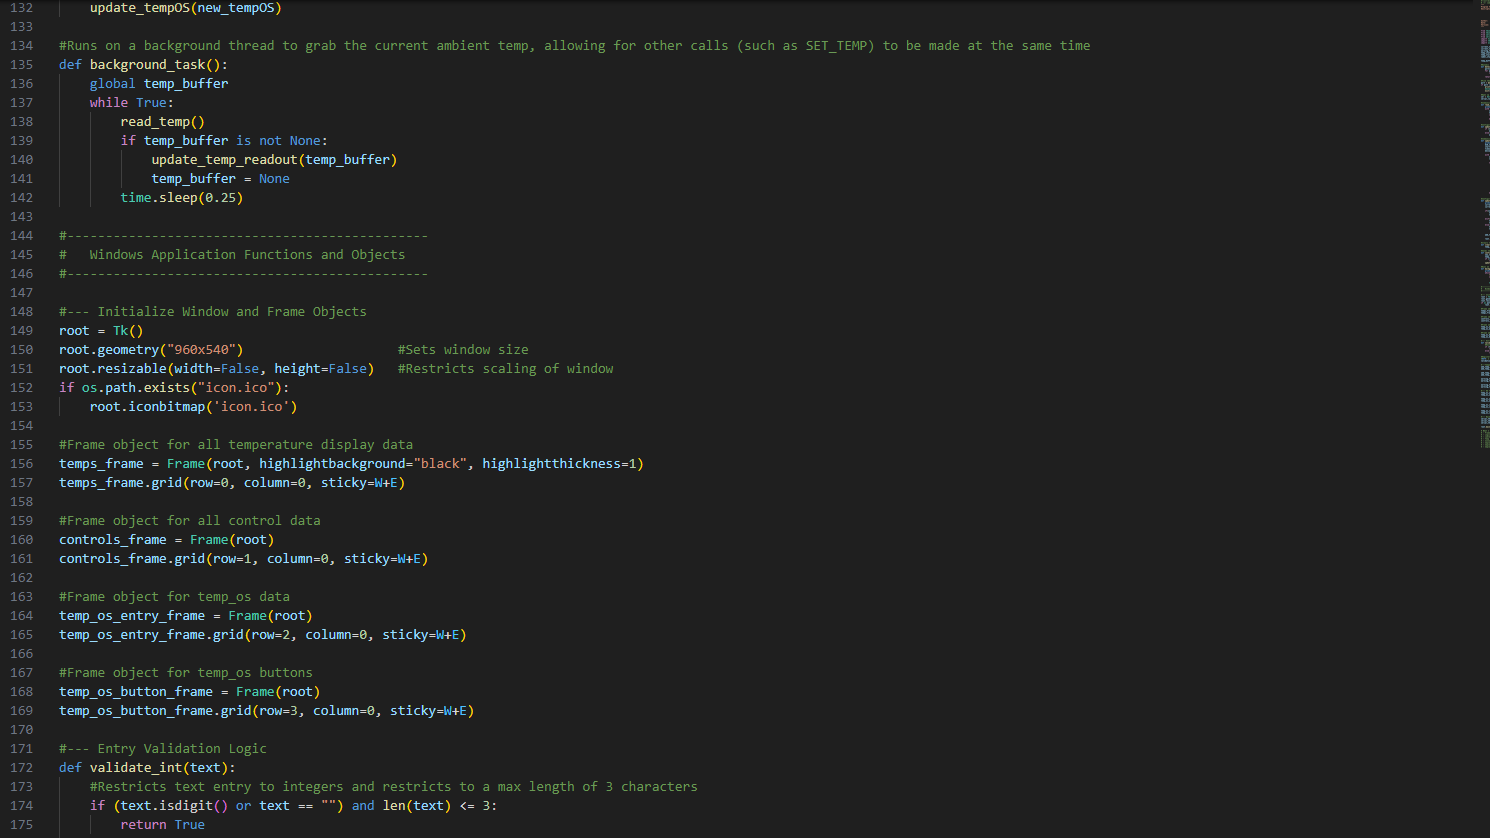 132 update_tempOS(new_tempOS)
133
134 #Runs on a background thread to grab the current ambient temp, allowing for other calls (such as SET_TEMP) to be made at the same time
135 def background_task():
136     global temp_buffer
137     while True:
138         read_temp()
139         if temp_buffer is not None:
140             update_temp_readout(temp_buffer)
141             temp_buffer = None
142         time.sleep(0.25)
143
144 #-----------------------------------------------
145 #   Windows Application Functions and Objects
146 #-----------------------------------------------
147
148 #--- Initialize Window and Frame Objects
149 root = Tk()
150 root.geometry("960x540")                    #Sets window size
151 root.resizable(width=False, height=False)   #Restricts scaling of window
152 if os.path.exists("icon.ico"):
153     root.iconbitmap('icon.ico')
154
155 #Frame object for all temperature display data
156 temps_frame = Frame(root, highlightbackground="black", highlightthickness=1)
157 temps_frame.grid(row=0, column=0, sticky=W+E)
158
159 #Frame object for all control data
160 controls_frame = Frame(root)
161 controls_frame.grid(row=1, column=0, sticky=W+E)
162
163 #Frame object for temp_os data
164 temp_os_entry_frame = Frame(root)
165 temp_os_entry_frame.grid(row=2, column=0, sticky=W+E)
166
167 #Frame object for temp_os buttons
168 temp_os_button_frame = Frame(root)
169 temp_os_button_frame.grid(row=3, column=0, sticky=W+E)
170
171 #--- Entry Validation Logic
172 def validate_int(text):
173     #Restricts text entry to integers and restricts to a max length of 3 characters
174     if (text.isdigit() or text == "") and len(text) <= 3:
175         return True